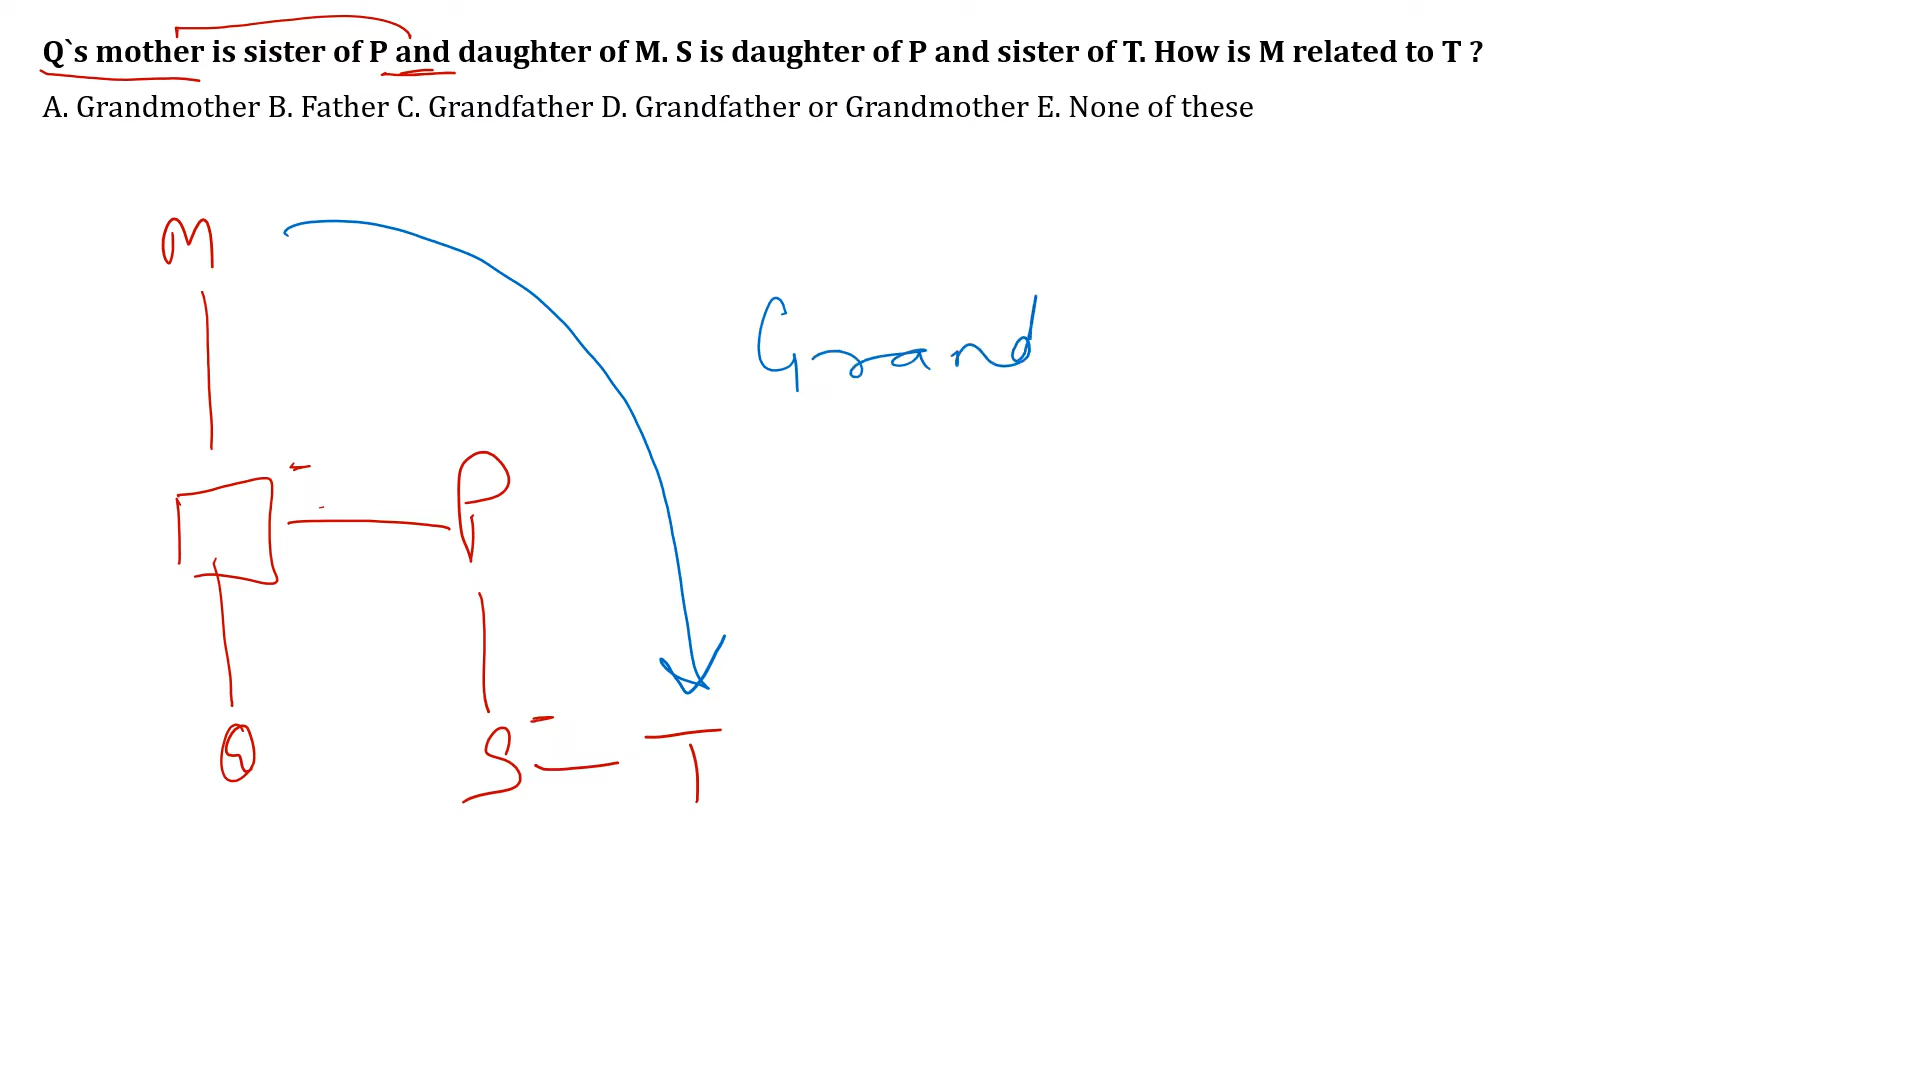 Q`s mother is sister of P and daughter of M. S is daughter of P and sister of T. How is M related to T ?
A. Grandmother B. Father C. Grandfather D. Grandfather or Grandmother E. None of these
M
Grand
P
Q
S
T